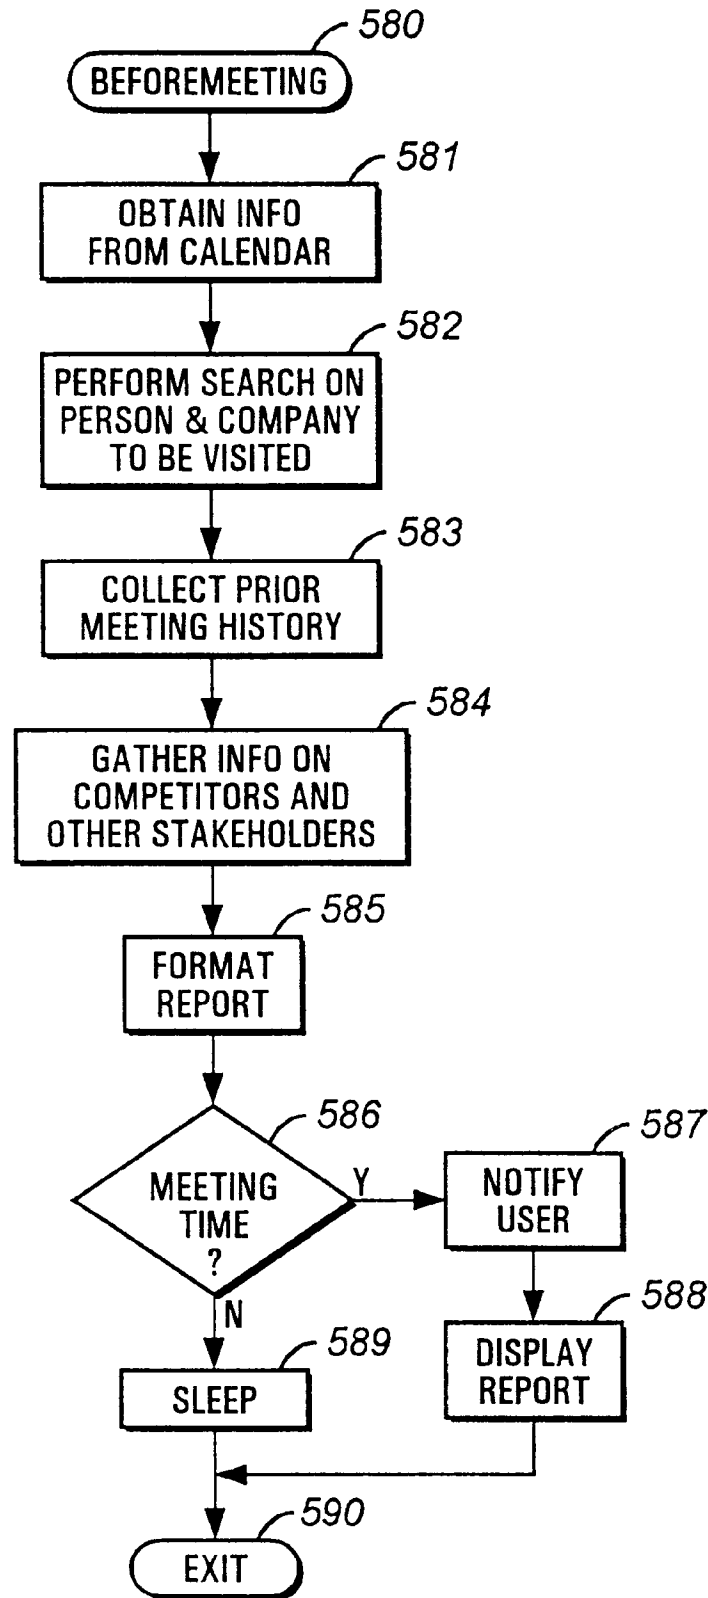 580
BEFOREMEETING
581
OBTAIN INFO
FROM CALENDAR
582
PERFORM SEARCH ON
PERSON & COMPANY
TO BE VISITED
583
COLLECT PRIOR
MEETING HISTORY
584
GATHER INFO ON
COMPETITORS AND
OTHER STAKEHOLDERS
585
FORMAT
REPORT
586
MEETING
TIME
?
Y
587
NOTIFY
USER
N
588
DISPLAY
REPORT
589
SLEEP
590
EXIT